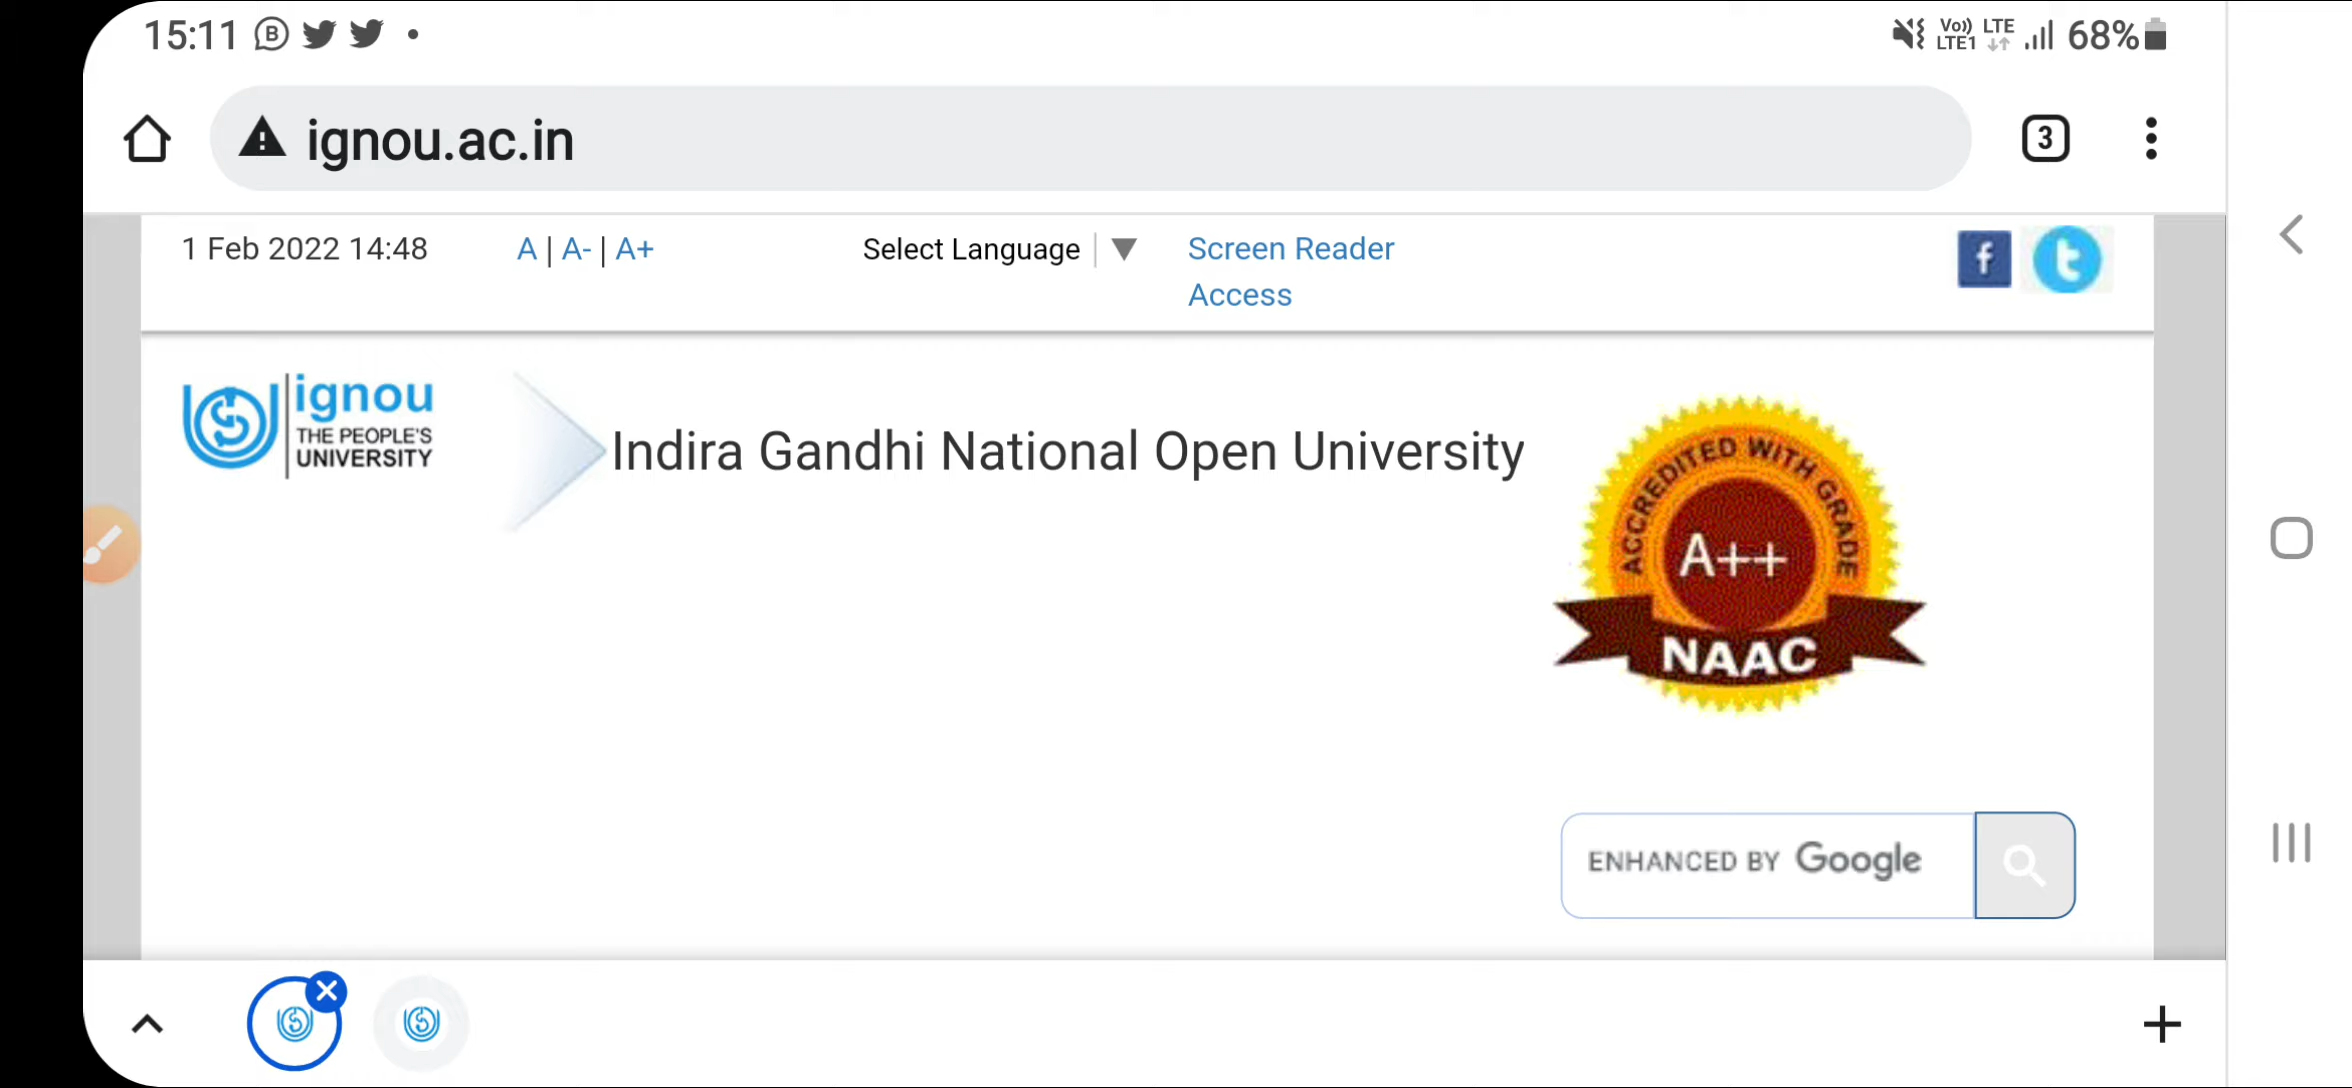 15:11
Vo)) LTE
LTE1
68%
ignou.ac.in
3
1 Feb 2022 14:48
A | A- | A+
Select Language
Screen Reader
Access
ignou
THE PEOPLE'S
UNIVERSITY
Indira Gandhi National Open University
ACCREDITED WITH GRADE
A++
NAAC
ENHANCED BY Google